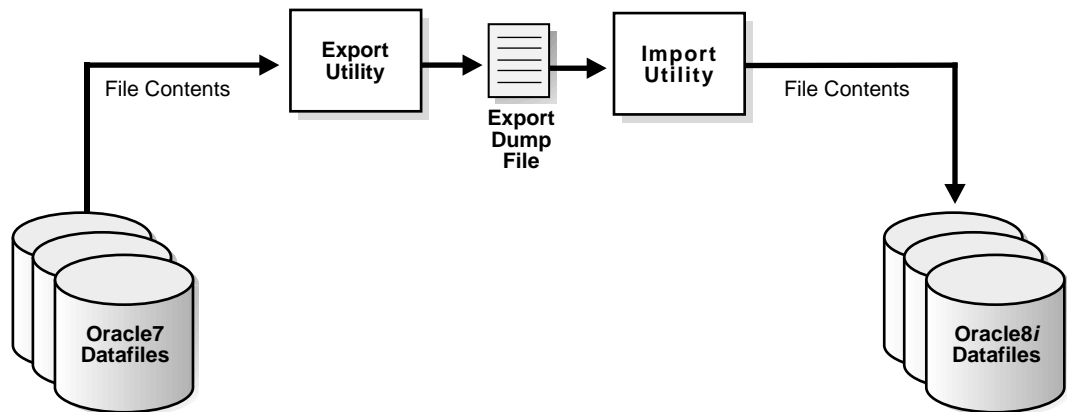 Export
Utility
Import
Utility
File Contents
File Contents
Export
Dump
File
Oracle7
Datafiles
Oracle8i
Datafiles